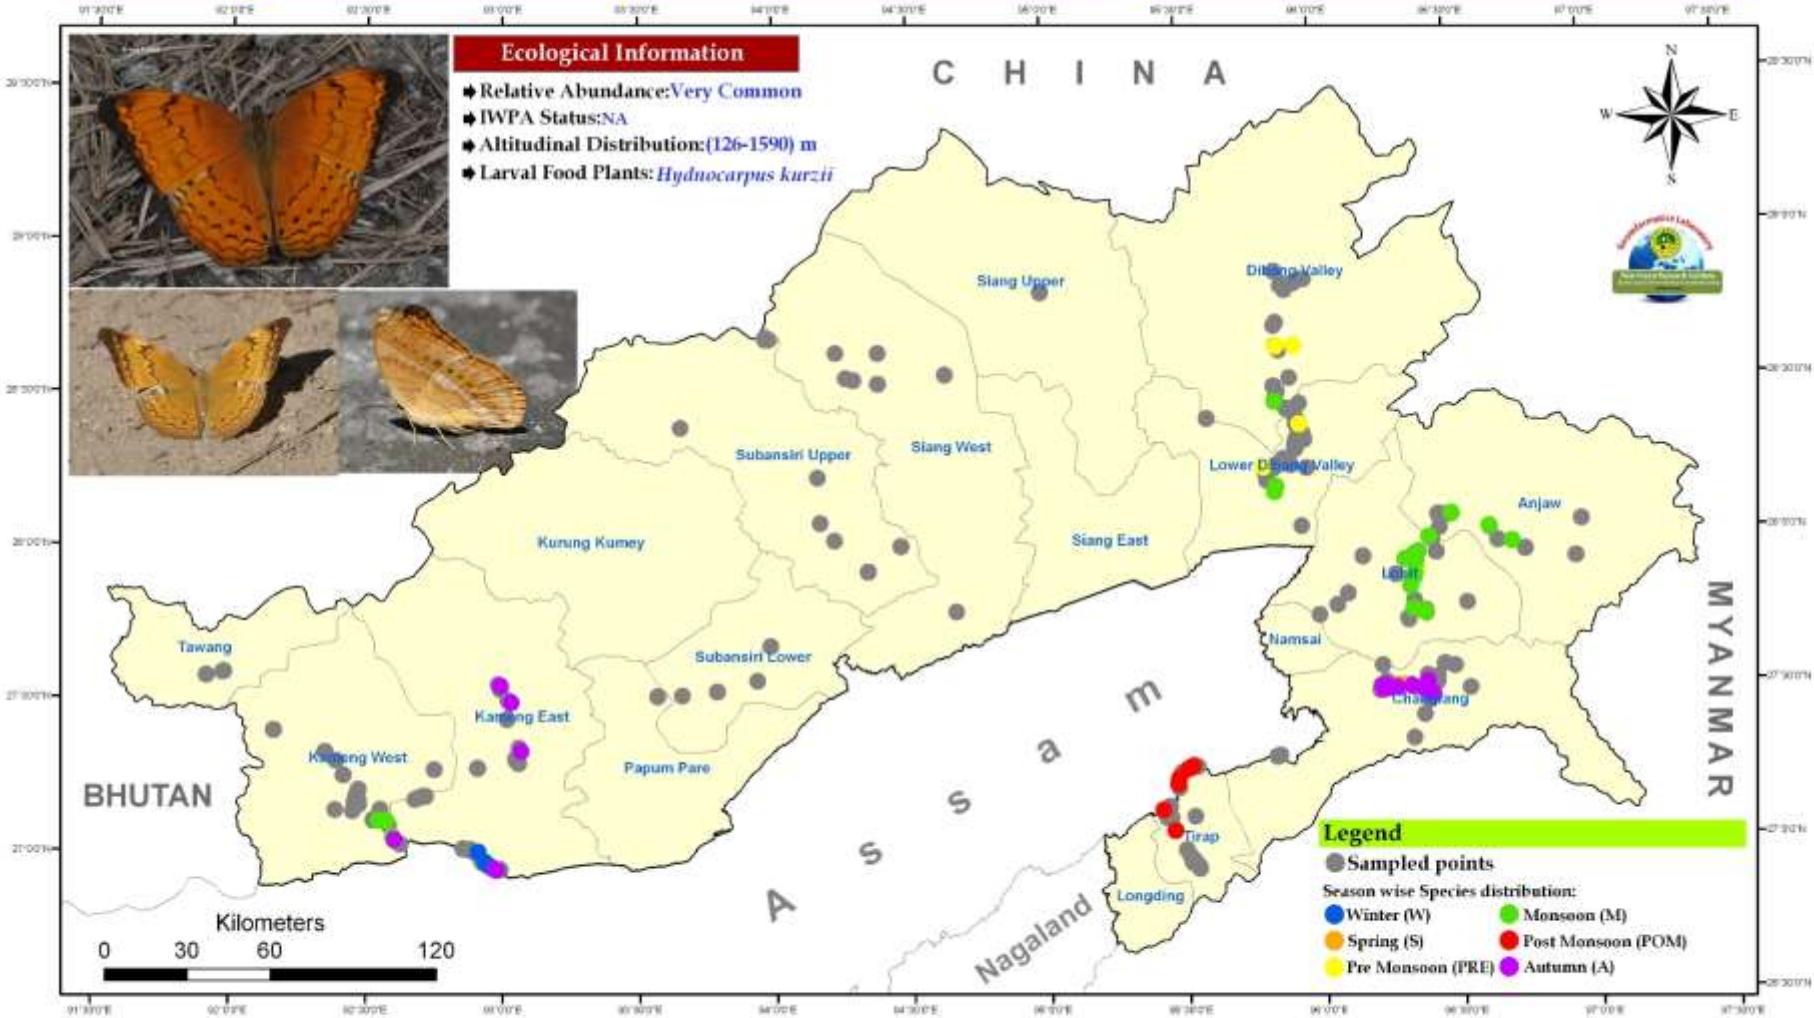 Ecological Information
Relative Abundance:Very Common
IWPA Status:NA
Altitudinal Distribution:(126-1590) m
Larval Food Plants: Hydnocarpus kurzii
C H I N A
N
W E
S
Siang Upper
Dibang Valley
Subansiri Upper
Siang West
Lower Dibang Valley
Anjaw
Kurung Kumey
Siang East
Lohit
Tawang
Subansiri Lower
Namsai
Changlang
Kameng East
Kameng West
Papum Pare
Tirap
Longding
BHUTAN
MYANMAR
A s s a m
Nagaland
Kilometers
0 30 60 120
Legend
Sampled points
Season wise Species distribution:
Winter (W)
Monsoon (M)
Spring (S)
Post Monsoon (POM)
Pre Monsoon (PRE)
Autumn (A)